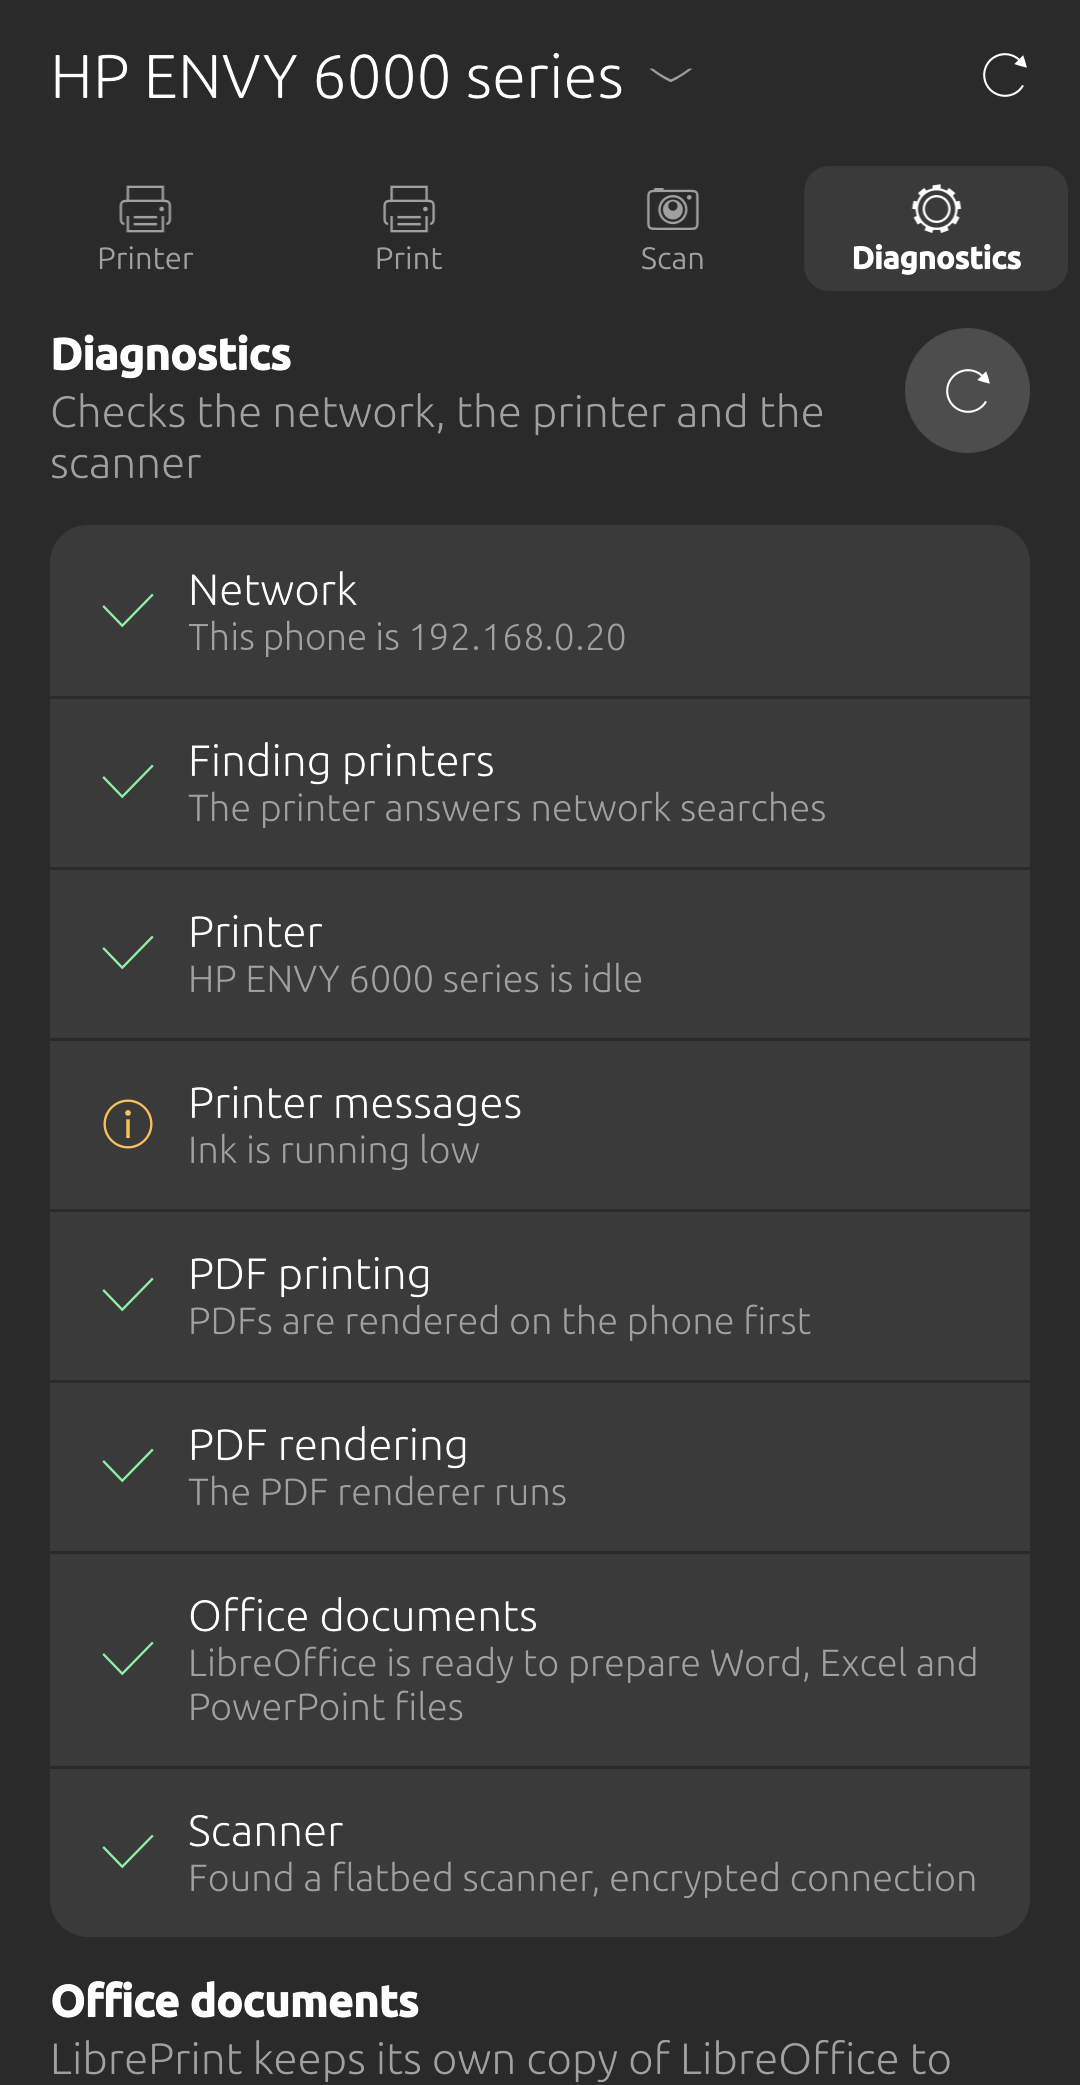 HP ENVY 6000 series
Printer
Print
Scan
Diagnostics
Diagnostics
Checks the network, the printer and the
scanner
Network
This phone is 192.168.0.20
Finding printers
The printer answers network searches
Printer
HP ENVY 6000 series is idle
Printer messages
Ink is running low
PDF printing
PDFs are rendered on the phone first
PDF rendering
The PDF renderer runs
Office documents
LibreOffice is ready to prepare Word, Excel and
PowerPoint files
Scanner
Found a flatbed scanner, encrypted connection
Office documents
LibrePrint keeps its own copy of LibreOffice to